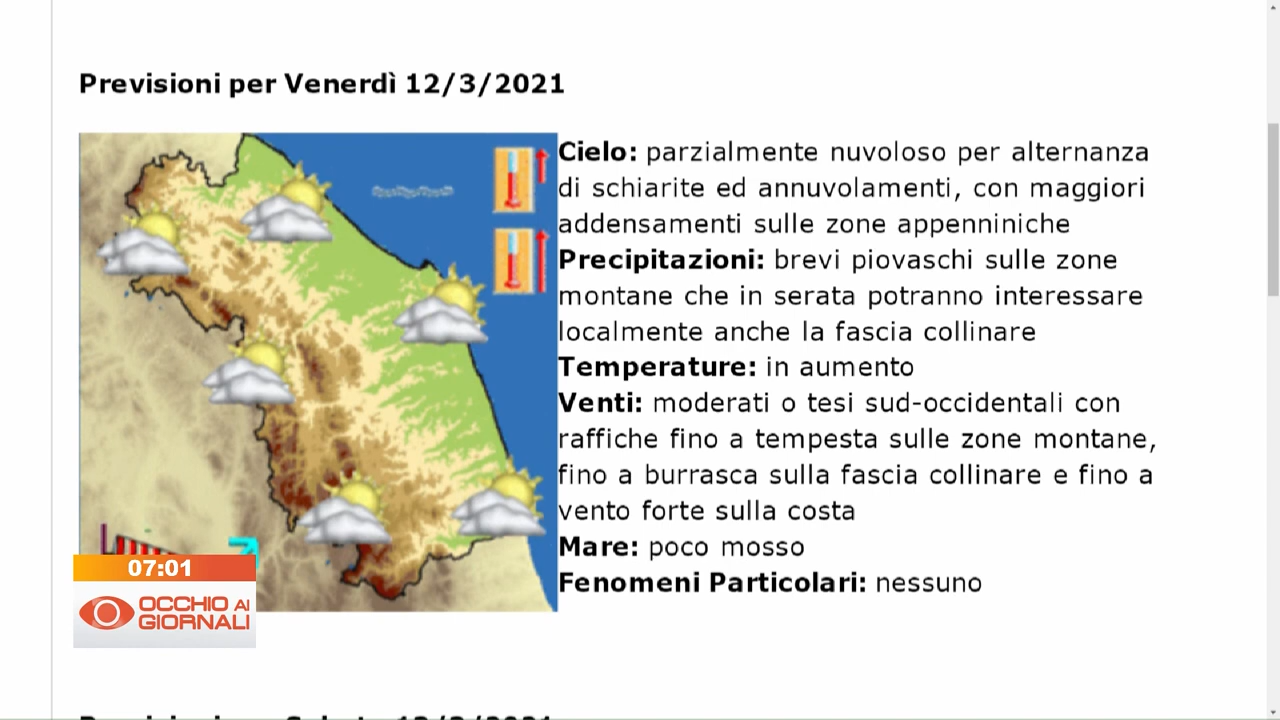 Previsioni per Venerdì 12/3/2021
Cielo: parzialmente nuvoloso per alternanza
di schiarite ed annuvolamenti, con maggiori
addensamenti sulle zone appenniniche
Precipitazioni: brevi piovaschi sulle zone
montane che in serata potranno interessare
localmente anche la fascia collinare
Temperature: in aumento
Venti: moderati o tesi sud-occidentali con
raffiche fino a tempesta sulle zone montane,
fino a burrasca sulla fascia collinare e fino a
vento forte sulla costa
Mare: poco mosso
Fenomeni Particolari: nessuno
07:01
OCCHIO AI
GIORNALI